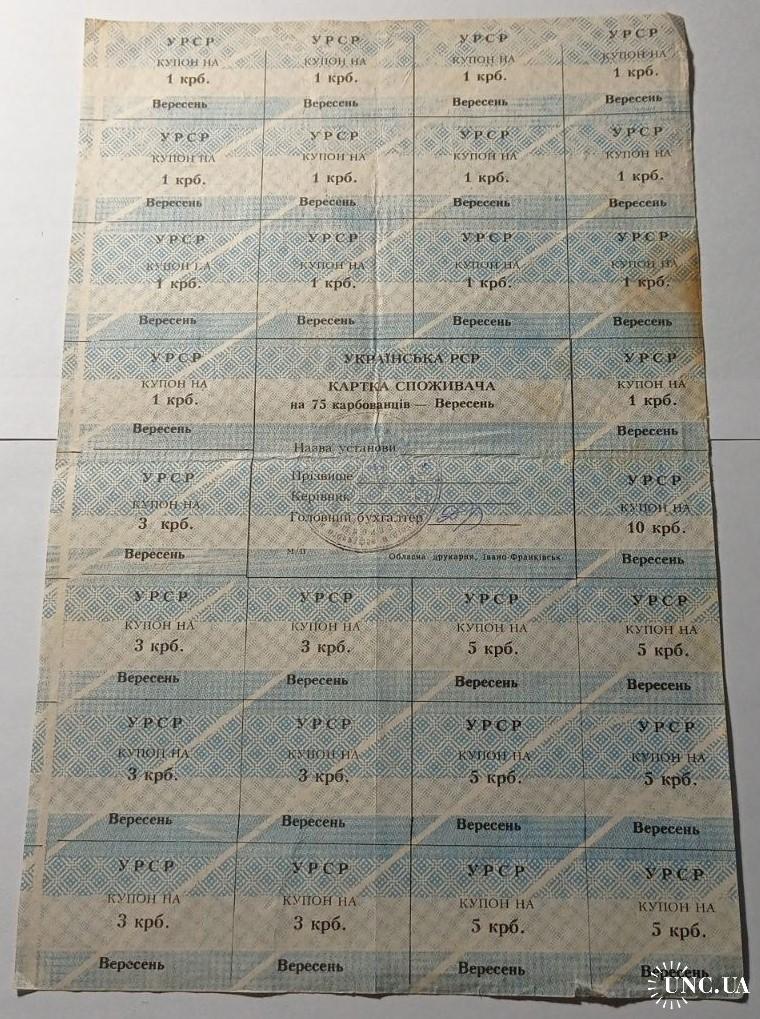 УРСР УРСР УРСР УРСР
КУПОН НА КУПОН НА КУПОН НА КУПОН НА
1 крб. 1 крб. 1 крб. 1 крб.
Вересень Вересень Вересень Вересень
УРСР УРСР УРСР УРСР
КУПОН НА КУПОН НА КУПОН НА КУПОН НА
1 крб. 1 крб. 1 крб. 1 крб.
Вересень Вересень Вересень Вересень
УРСР УРСР УРСР УРСР
КУПОН НА КУПОН НА КУПОН НА КУПОН НА
1 крб. 1 крб. 1 крб. 1 крб.
Вересень Вересень Вересень Вересень
УРСР
КУПОН НА
1 крб.
Вересень
УРСР
КУПОН НА
3 крб.
Вересень
УКРАЇНСЬКА РСР
КАРТКА СПОЖИВАЧА
на 75 карбованців — Вересень
Назва установи
Прізвище
Керівник
Головний бухгалтер
М/П Обласна друкарня, Івано-Франківськ
УРСР
КУПОН НА
1 крб.
Вересень
УРСР
КУПОН НА
10 крб.
Вересень
УРСР УРСР УРСР УРСР
КУПОН НА КУПОН НА КУПОН НА КУПОН НА
3 крб. 3 крб. 5 крб. 5 крб.
Вересень Вересень Вересень Вересень
УРСР УРСР УРСР УРСР
КУПОН НА КУПОН НА КУПОН НА КУПОН НА
3 крб. 3 крб. 5 крб. 5 крб.
Вересень Вересень Вересень Вересень
УРСР УРСР УРСР УРСР
КУПОН НА КУПОН НА КУПОН НА КУПОН НА
3 крб. 3 крб. 5 крб. 5 крб.
Вересень Вересень Вересень Вересень
UNC.UA